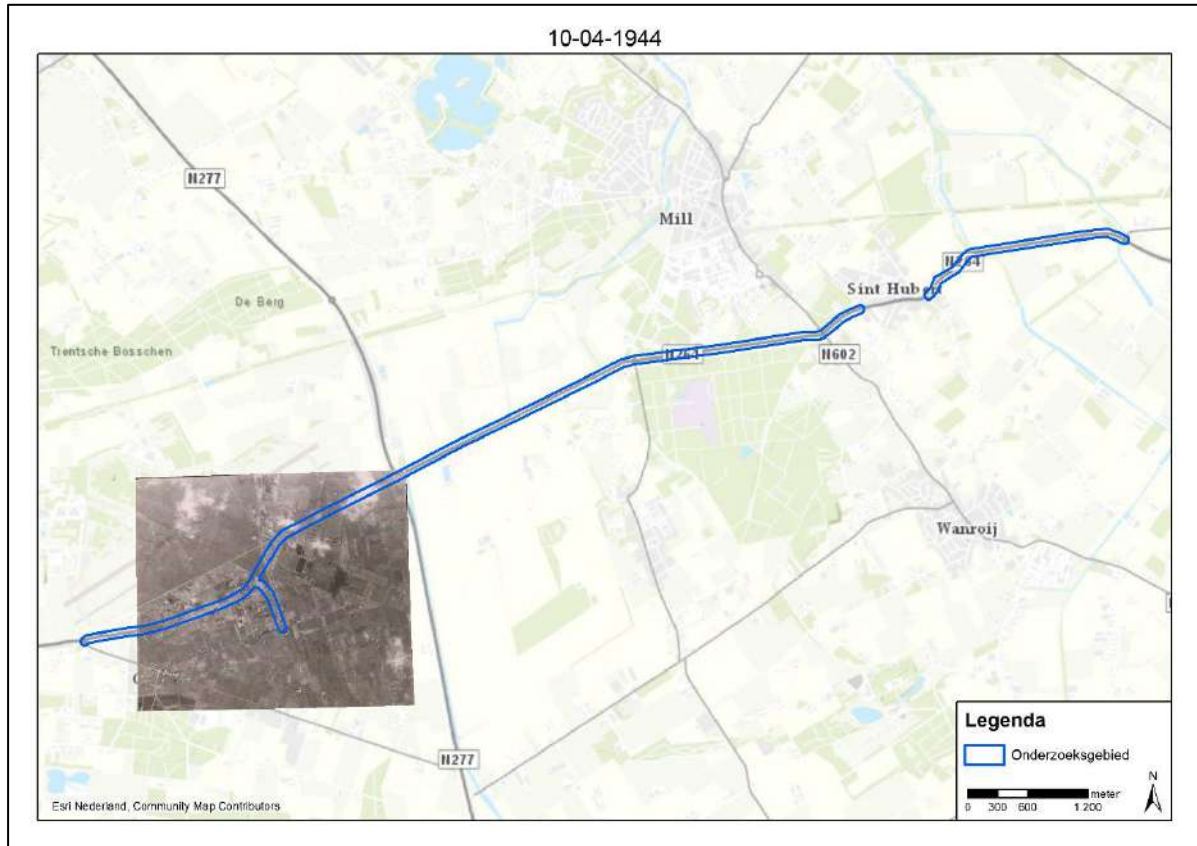 10-04-1944
N277
Mill
N264
Sint Hubert
De Berg
Trentsche Bosschen
N264
N602
Wanroij
N277
Legenda
Onderzoeksgebied
N
meter
0 300 600 1.200
Esri Nederland, Community Map Contributors